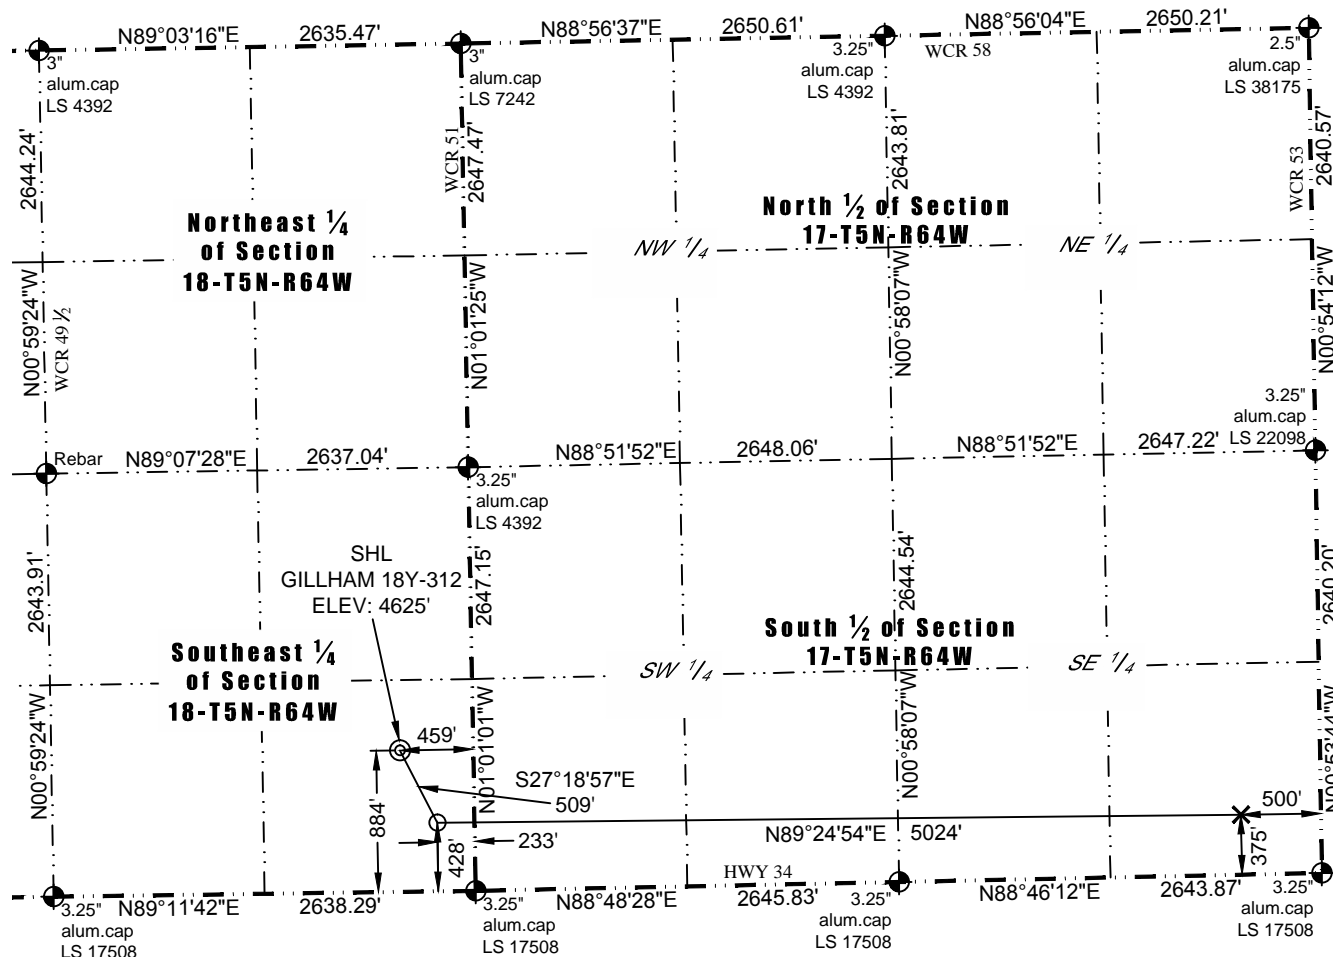 N89°03'16"E 2635.47' N88°56'37"E 2650.61' N88°56'04"E 2650.21'
3"
alum.cap
LS 4392
3"
alum.cap
LS 7242
3.25"
alum.cap
LS 4392
WCR 58
2.5"
alum.cap
LS 38175
2644.24'
WCR 51
2647.47'
2643.81'
WCR 53
2640.57'
Northeast 1/4
of Section
18-T5N-R64W
North 1/2 of Section
17-T5N-R64W
NW 1/4
NE 1/4
N00°59'24"W
WCR 49 1/2
N01°01'25"W
N00°58'07"W
N00°54'12"W
3.25"
alum.cap
LS 22098
Rebar
N89°07'28"E 2637.04' N88°51'52"E 2648.06' N88°51'52"E 2647.22'
3.25"
alum.cap
LS 4392
SHL
GILLHAM 18Y-312
ELEV: 4625'
2643.91'
2647.15'
2644.54'
2640.20'
Southeast 1/4
of Section
18-T5N-R64W
South 1/2 of Section
17-T5N-R64W
SW 1/4
SE 1/4
N00°59'24"W
N01°01'01"W
N00°58'07"W
N00°53'44"W
459'
S27°18'57"E
509'
884'
428'
233'
N89°24'54"E 5024'
500'
375'
HWY 34
N89°11'42"E 2638.29' N88°48'28"E 2645.83' N88°46'12"E 2643.87'
3.25"
alum.cap
LS 17508
3.25"
alum.cap
LS 17508
3.25"
alum.cap
LS 17508
3.25"
alum.cap
LS 17508